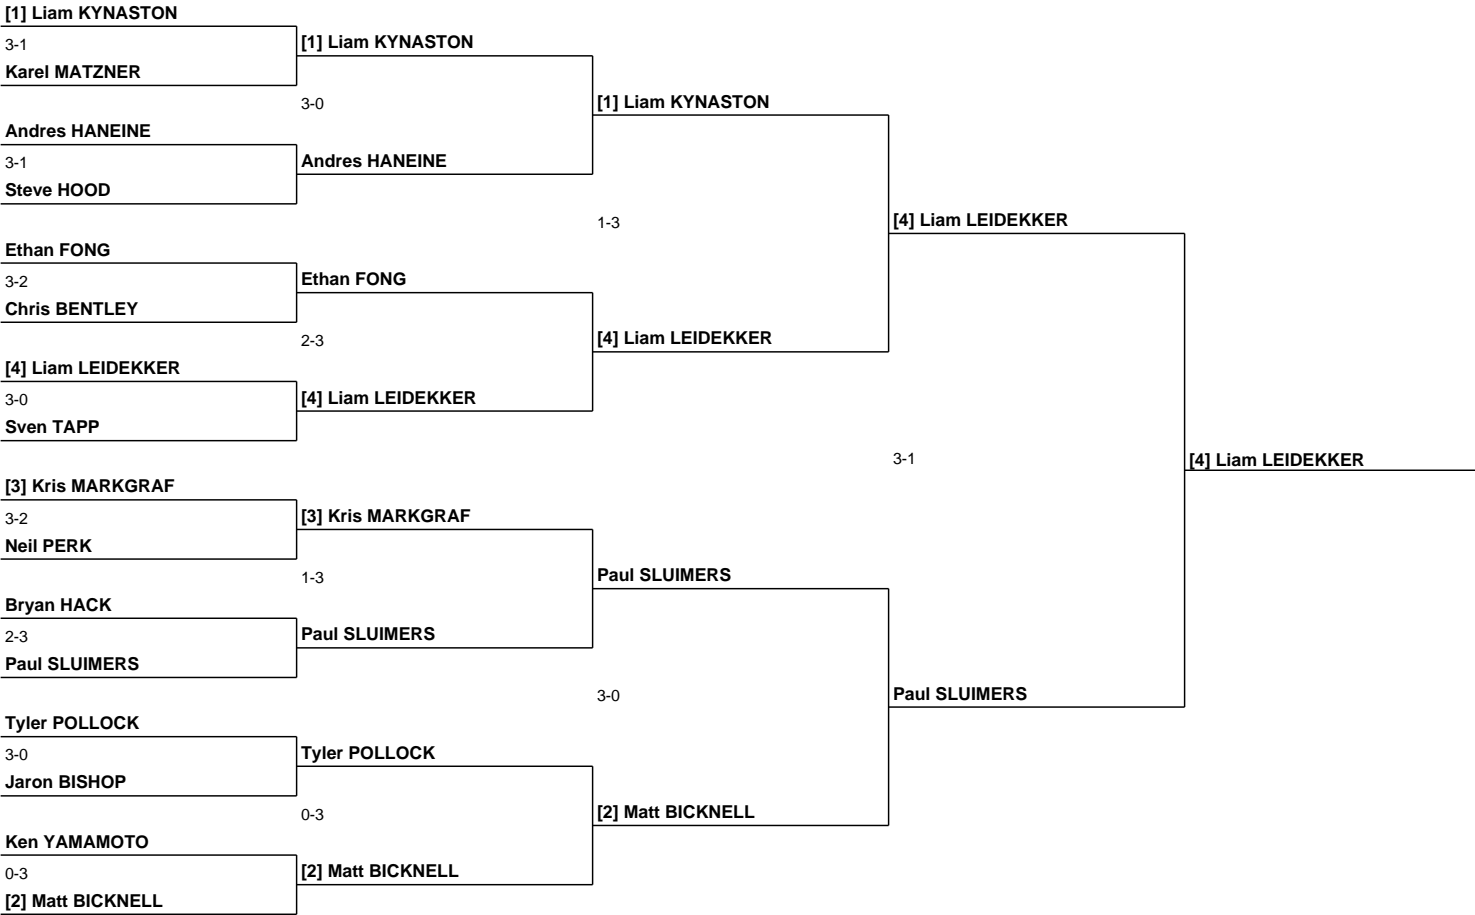 [1] Liam KYNASTON
3-1
Karel MATZNER
Andres HANEINE
3-1
Steve HOOD
Ethan FONG
3-2
Chris BENTLEY
[4] Liam LEIDEKKER
3-0
Sven TAPP
[3] Kris MARKGRAF
3-2
Neil PERK
Bryan HACK
2-3
Paul SLUIMERS
Tyler POLLOCK
3-0
Jaron BISHOP
Ken YAMAMOTO
0-3
[2] Matt BICKNELL
[1] Liam KYNASTON
3-0
Andres HANEINE
Ethan FONG
2-3
[4] Liam LEIDEKKER
[3] Kris MARKGRAF
1-3
Paul SLUIMERS
Tyler POLLOCK
0-3
[2] Matt BICKNELL
[1] Liam KYNASTON
1-3
[4] Liam LEIDEKKER
Paul SLUIMERS
3-0
[2] Matt BICKNELL
[4] Liam LEIDEKKER
3-1
Paul SLUIMERS
[4] Liam LEIDEKKER